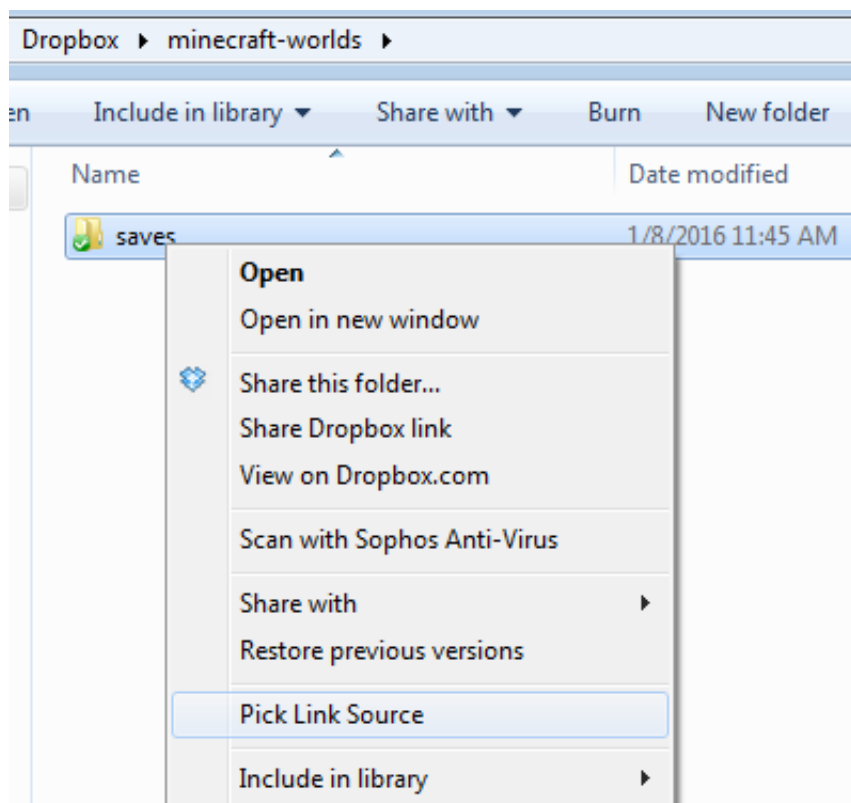 Dropbox ▸ minecraft-worlds ▸
en Include in library ▾ Share with ▾ Burn New folder
Name Date modified
saves 1/8/2016 11:45 AM
Open
Open in new window
Share this folder...
Share Dropbox link
View on Dropbox.com
Scan with Sophos Anti-Virus
Share with
Restore previous versions
Pick Link Source
Include in library